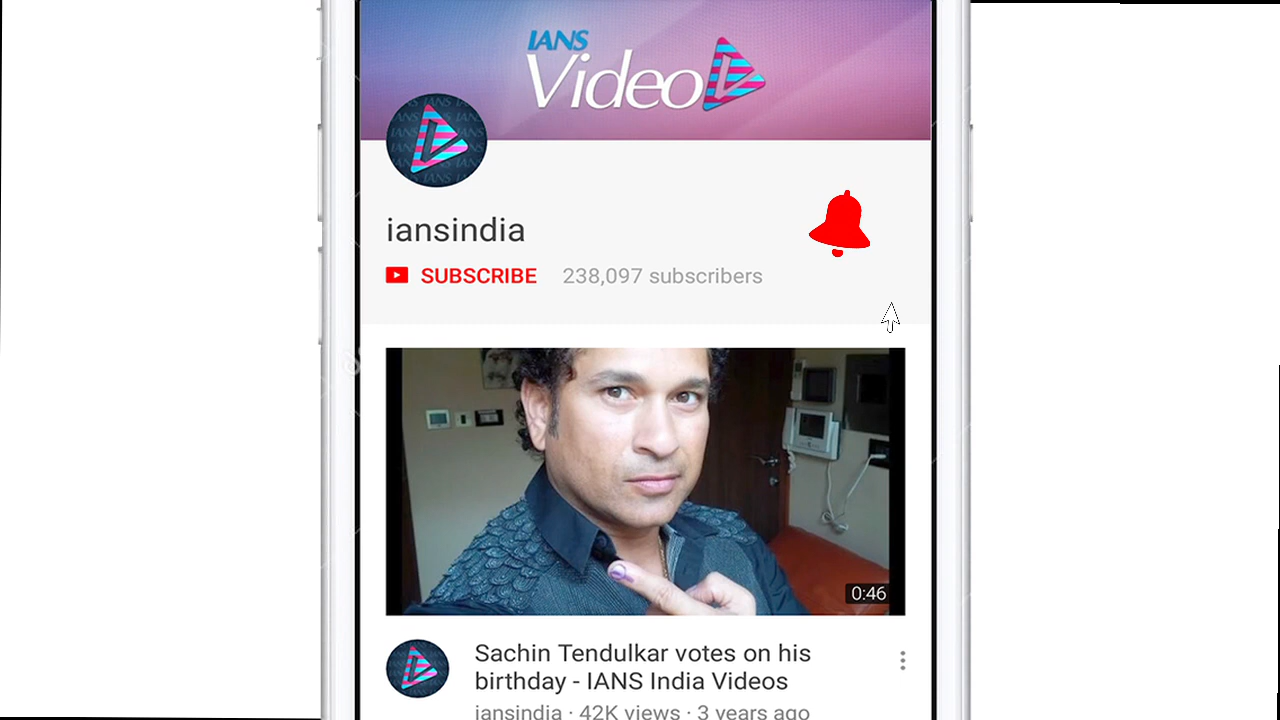 IANS
Video
iansindia
SUBSCRIBE 238,097 subscribers
0:46
Sachin Tendulkar votes on his
birthday - IANS India Videos
iansindia · 42K views · 3 years ago